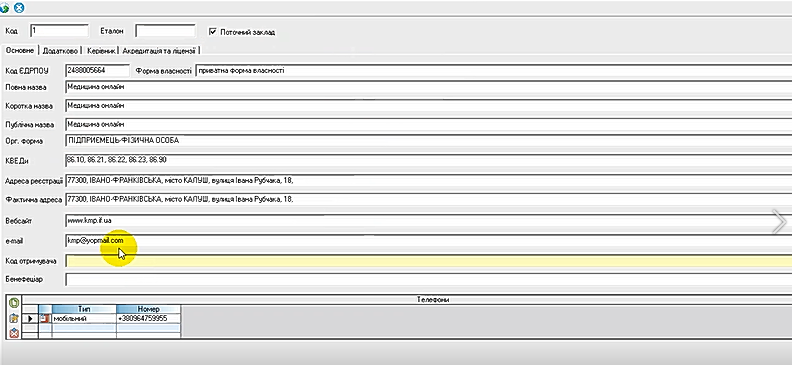 Код 1 Еталон Поточний заклад
Основне Додатково Керівник Акредитація та ліцензії
Код ЄДРПОУ 2488005664 Форма власності приватна форма власності
Повна назва Медицина онлайн
Коротка назва Медицина онлайн
Публічна назва Медицина онлайн
Орг. форма ПІДПРИЄМЕЦЬ-ФІЗИЧНА ОСОБА
КВЕДи 86.10, 86.21, 86.22, 86.23, 86.90
Адреса реєстрації 77300, ІВАНО-ФРАНКІВСЬКА, місто КАЛУШ, вулиця Івана Рубчака, 18,
Фактична адреса 77300, ІВАНО-ФРАНКІВСЬКА, місто КАЛУШ, вулиця Івана Рубчака, 18,
Вебсайт www.kmp.if.ua
e-mail kmp@yopmail.com
Код отримувача
Бенефеціар
Телефони
Тип Номер
мобільний +380964759955